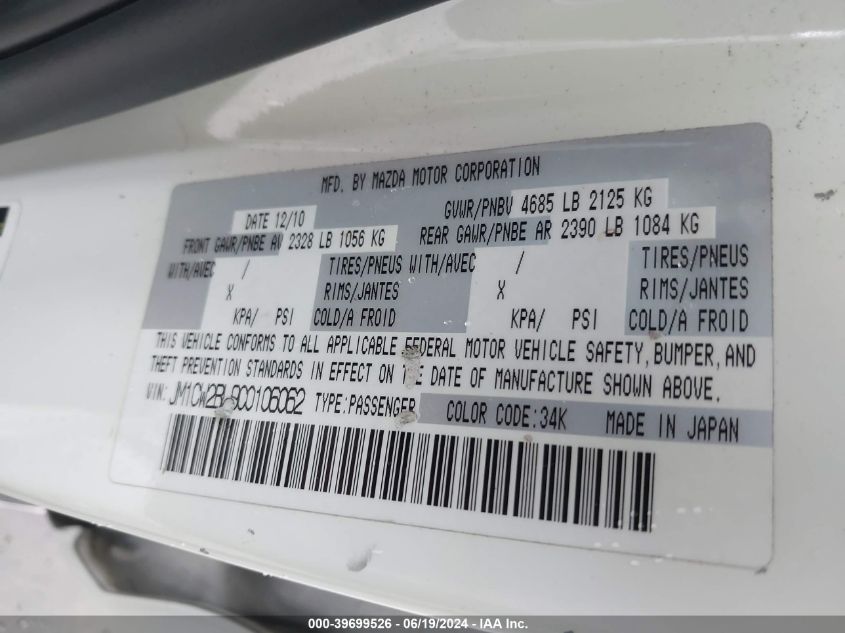 MFD. BY MAZDA MOTOR CORPORATION
DATE 12/10 GVWR/PNBV 4685 LB 2125 KG
FRONT GAWR/PNBE AV 2328 LB 1056 KG REAR GAWR/PNBE AR 2390 LB 1084 KG
WITH/AVEC / TIRES/PNEUS WITH/AVEC / TIRES/PNEUS
X RIMS/JANTES X RIMS/JANTES
KPA/ PSI COLD/A FROID KPA/ PSI COLD/A FROID
THIS VEHICLE CONFORMS TO ALL APPLICABLE FEDERAL MOTOR VEHICLE SAFETY, BUMPER, AND
THEFT PREVENTION STANDARDS IN EFFECT ON THE DATE OF MANUFACTURE SHOWN ABOVE.
VIN: TYPE:PASSENGER COLOR CODE:34K MADE IN JAPAN
000-39699526 - 06/19/2024 - IAA Inc.